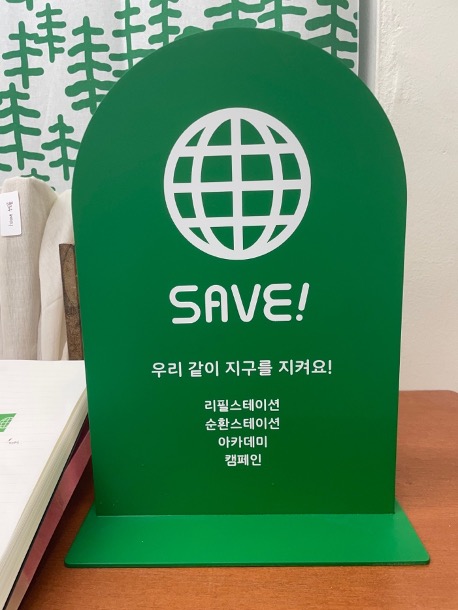 SAVE!
우리 같이 지구를 지켜요!
리필스테이션
순환스테이션
아카데미
캠페인